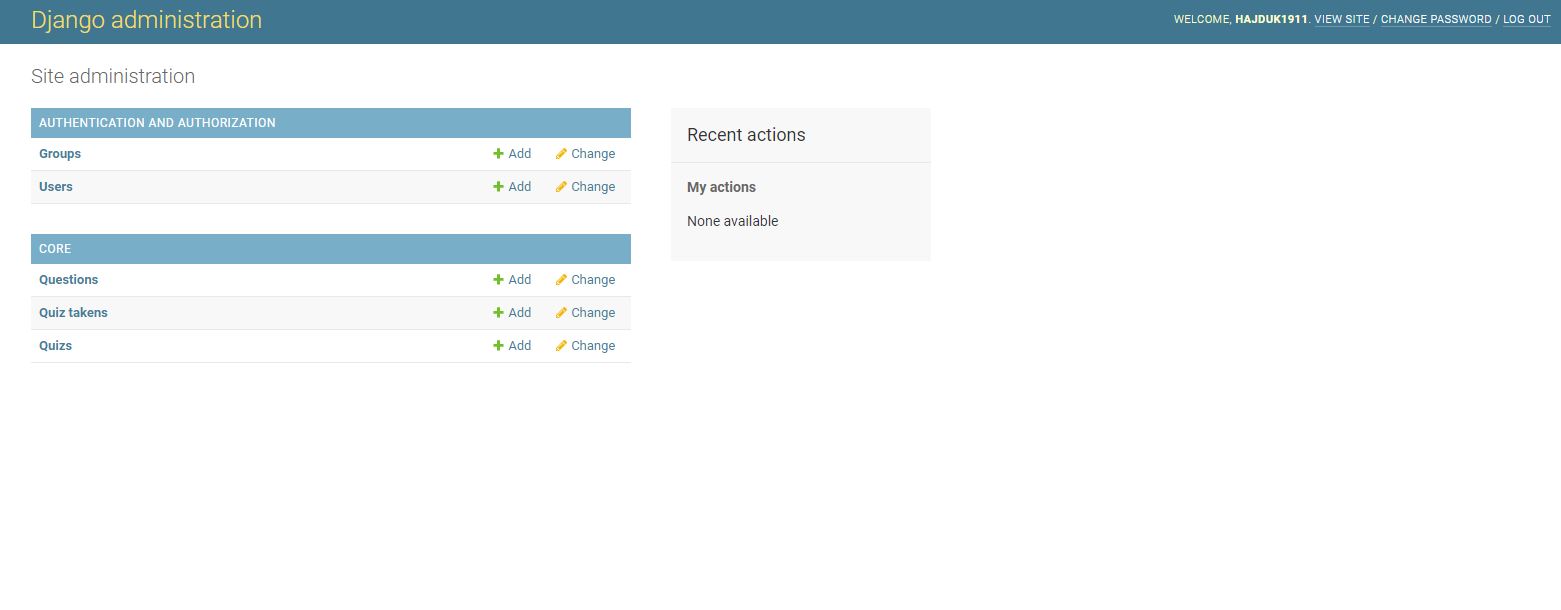 Django administration
WELCOME, HAJDUK1911. VIEW SITE / CHANGE PASSWORD / LOG OUT
Site administration
AUTHENTICATION AND AUTHORIZATION
Groups Add Change
Users Add Change
CORE
Questions Add Change
Quiz takens Add Change
Quizs Add Change
Recent actions
My actions
None available